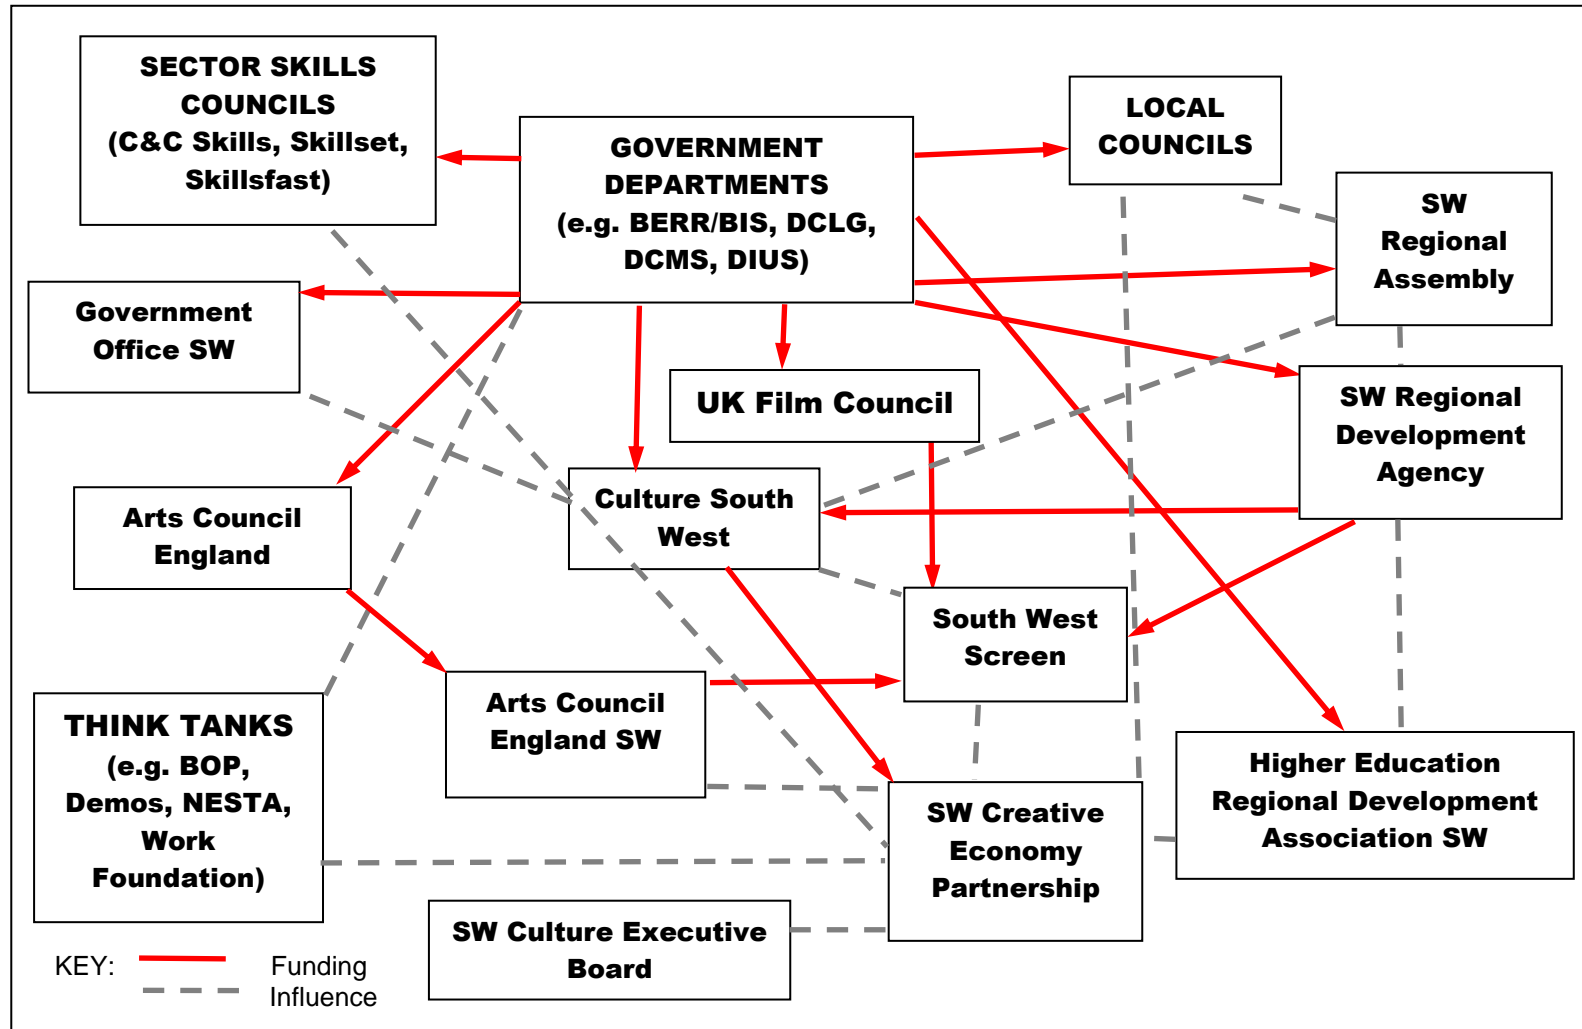 SECTOR SKILLS
COUNCILS
(C&C Skills, Skillset,
Skillsfast)
GOVERNMENT
DEPARTMENTS
(e.g. BERR/BIS, DCLG,
DCMS, DIUS)
LOCAL
COUNCILS
SW
Regional
Assembly
Government
Office SW
UK Film Council
SW Regional
Development
Agency
Arts Council
England
Culture South
West
South West
Screen
THINK TANKS
(e.g. BOP,
Demos, NESTA,
Work
Foundation)
Arts Council
England SW
Higher Education
Regional Development
Association SW
SW Creative
Economy
Partnership
SW Culture Executive
Board
KEY: Funding
Influence